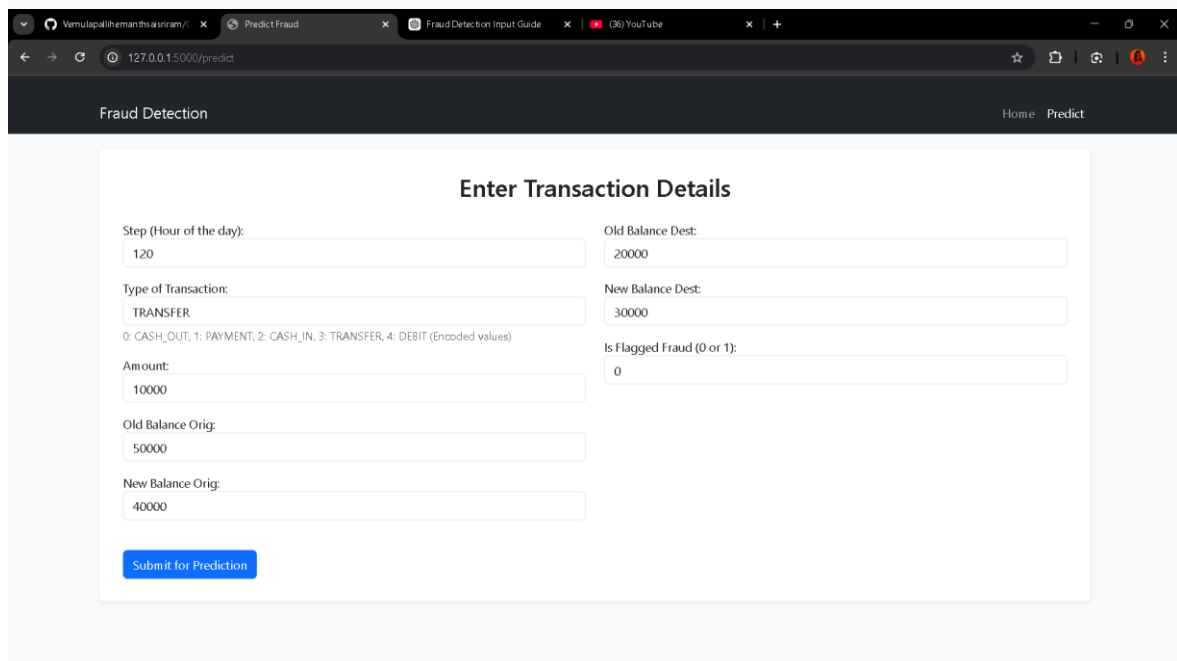 Vemulapallihemanthsaisriram/C
Predict Fraud
Fraud Detection Input Guide
(36) YouTube
127.0.0.1:5000/predict
Fraud Detection
Home Predict
Enter Transaction Details
Step (Hour of the day):
120
Type of Transaction:
TRANSFER
0: CASH_OUT, 1: PAYMENT, 2: CASH_IN, 3: TRANSFER, 4: DEBIT (Encoded values)
Amount:
10000
Old Balance Orig:
50000
New Balance Orig:
40000
Old Balance Dest:
20000
New Balance Dest:
30000
Is Flagged Fraud (0 or 1):
0
Submit for Prediction